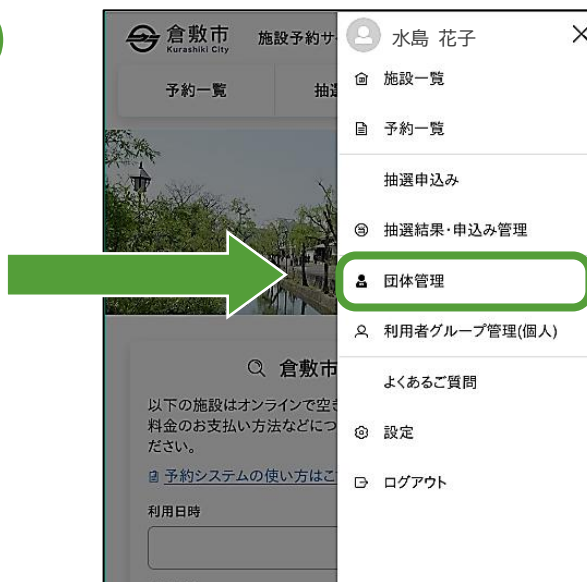 倉敷市
Kurashiki City
施設予約サ
予約一覧
抽選
水島 花子
施設一覧
予約一覧
抽選申込み
抽選結果・申込み管理
団体管理
利用者グループ管理(個人)
よくあるご質問
設定
ログアウト
倉敷市
以下の施設はオンラインで空き
料金のお支払い方法などにつ
ださい。
予約システムの使い方はこ
利用日時